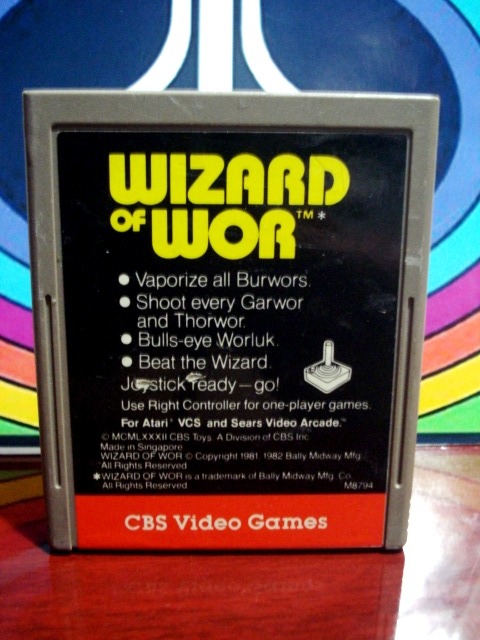 WIZARD
OF WOR™*
• Vaporize all Burwors.
• Shoot every Garwor
and Thorwor.
• Bulls-eye Worluk.
• Beat the Wizard.
Joystick ready—go!
Use Right Controller for one-player games.
For Atari® VCS and Sears Video Arcade.™
© MCMLXXXII CBS Toys. A Division of CBS Inc.
Made in Singapore
WIZARD OF WOR © Copyright 1981 1982 Bally Midway Mfg.
All Rights Reserved
*WIZARD OF WOR is a trademark of Bally Midway Mfg. Co.
All Rights Reserved M8794
CBS Video Games